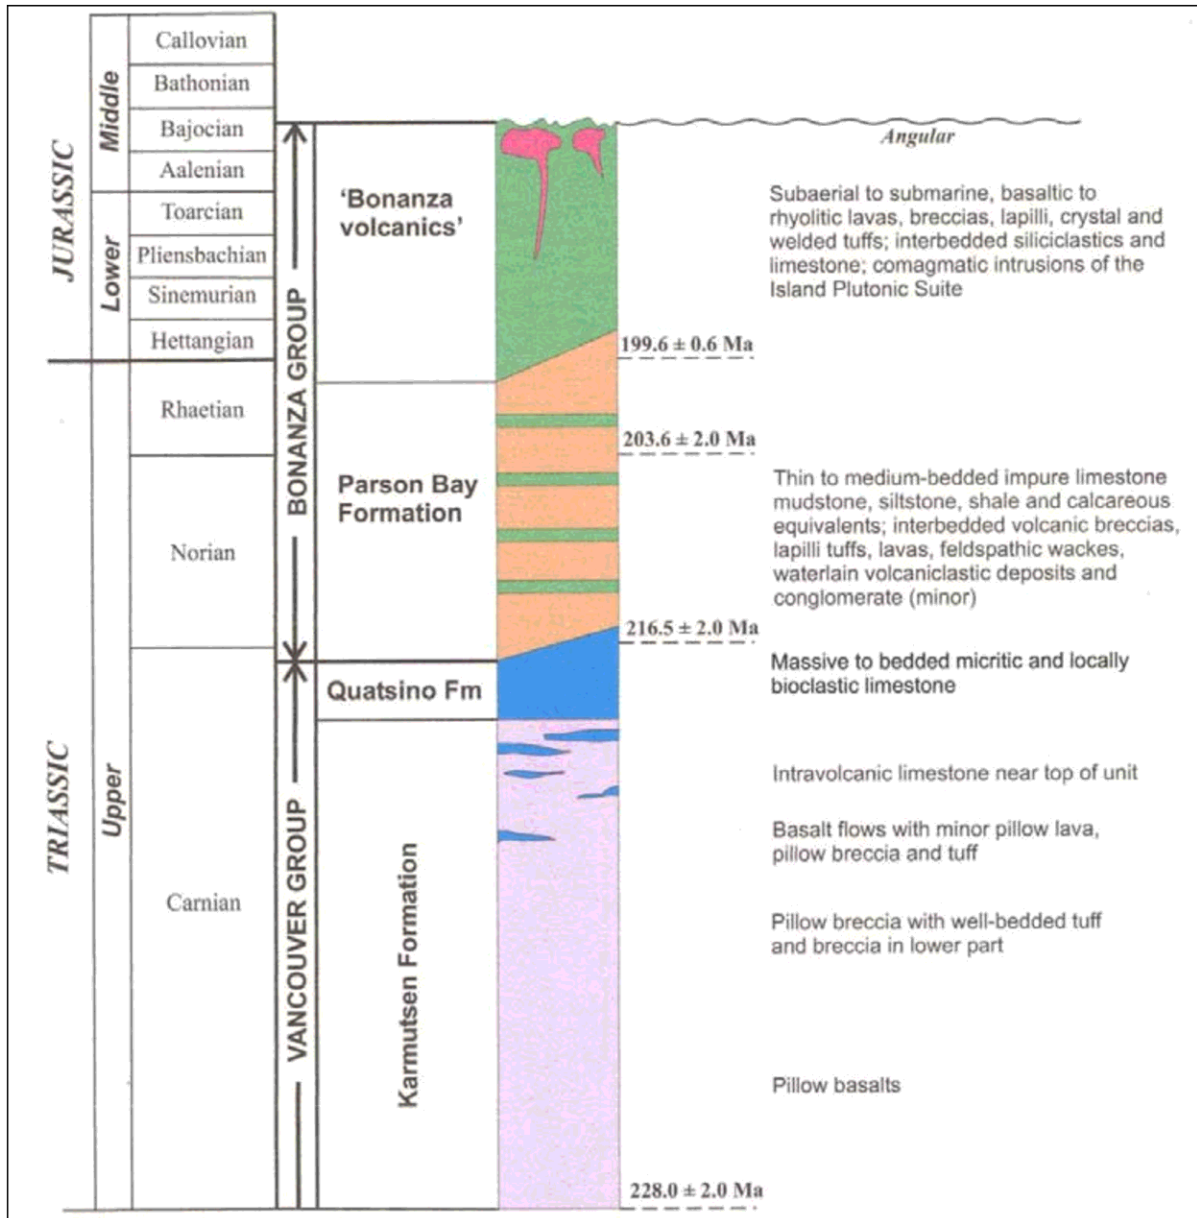 JURASSIC
TRIASSIC
Middle
Lower
Upper
Callovian
Bathonian
Bajocian
Aalenian
Toarcian
Pliensbachian
Sinemurian
Hettangian
Rhaetian
Norian
Carnian
BONANZA GROUP
VANCOUVER GROUP
'Bonanza
volcanics'
Parson Bay
Formation
Quatsino Fm
Karmutsen Formation
199.6 ± 0.6 Ma
203.6 ± 2.0 Ma
216.5 ± 2.0 Ma
228.0 ± 2.0 Ma
Angular
Subaerial to submarine, basaltic to
rhyolitic lavas, breccias, lapilli, crystal and
welded tuffs; interbedded siliciclastics and
limestone; comagmatic intrusions of the
Island Plutonic Suite
Thin to medium-bedded impure limestone
mudstone, siltstone, shale and calcareous
equivalents; interbedded volcanic breccias,
lapilli tuffs, lavas, feldspathic wackes,
waterlain volcaniclastic deposits and
conglomerate (minor)
Massive to bedded micritic and locally
bioclastic limestone
Intravolcanic limestone near top of unit
Basalt flows with minor pillow lava,
pillow breccia and tuff
Pillow breccia with well-bedded tuff
and breccia in lower part
Pillow basalts